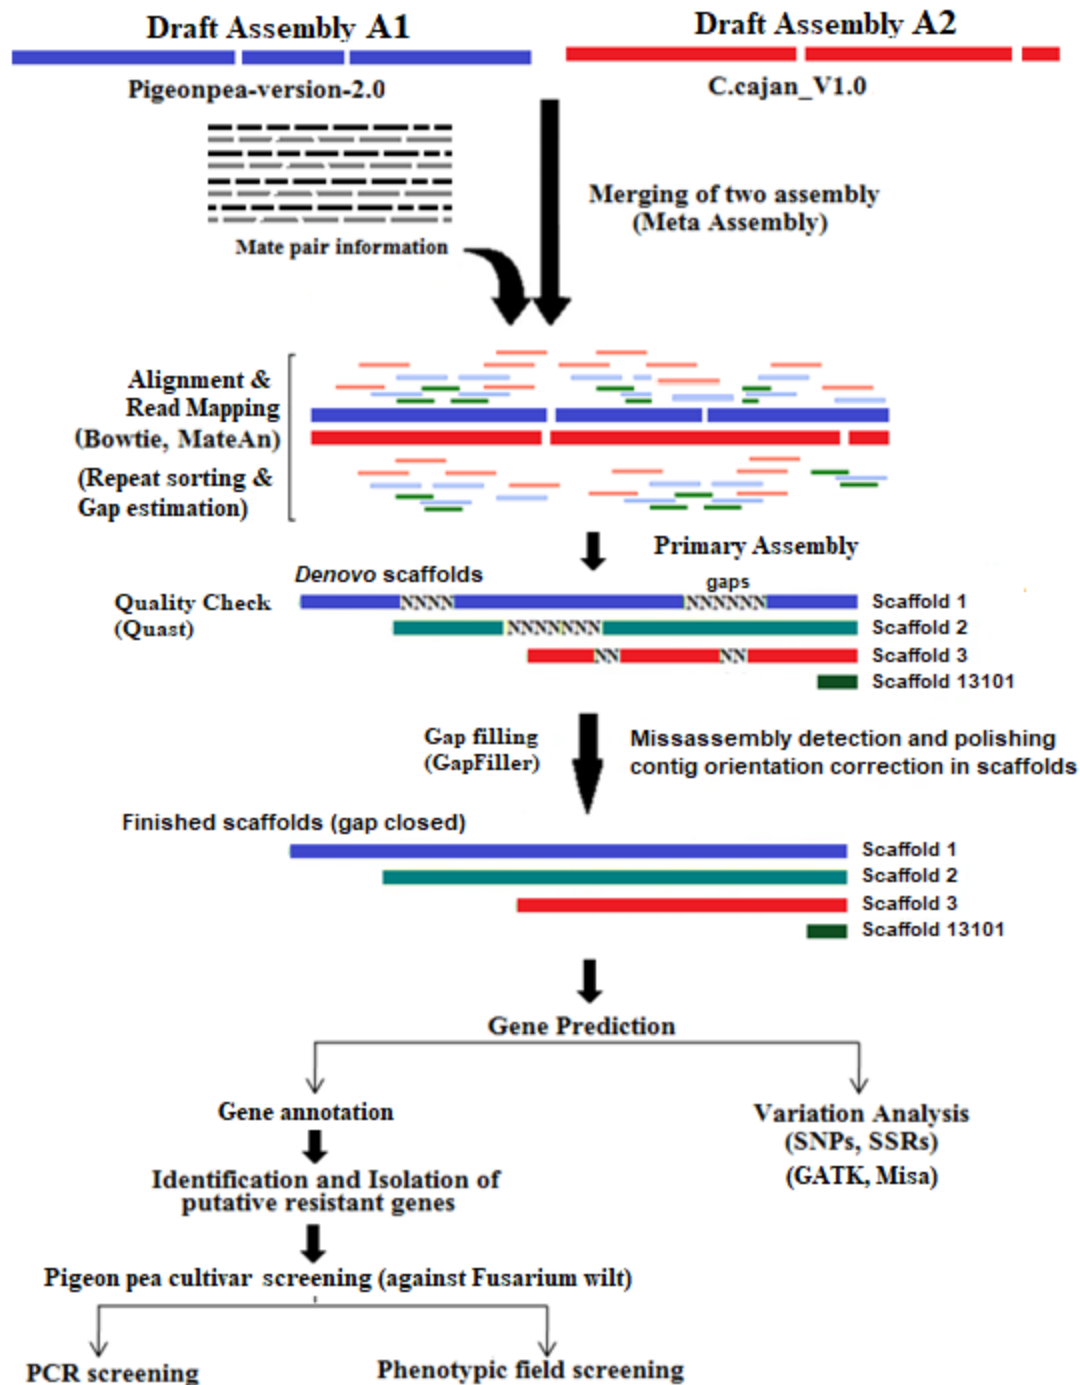 Draft Assembly A1
Draft Assembly A2
Pigeonpea-version-2.0
C.cajan_V1.0
Merging of two assembly
(Meta Assembly)
Mate pair information
Alignment &
Read Mapping
(Bowtie, MateAn)
(Repeat sorting &
Gap estimation)
Primary Assembly
Denovo scaffolds
gaps
Quality Check
(Quast)
NNNN
NNNNNN
Scaffold 1
NNNNNNN
Scaffold 2
NN
NN
Scaffold 3
Scaffold 13101
Gap filling
(GapFiller)
Missassembly detection and polishing
contig orientation correction in scaffolds
Finished scaffolds (gap closed)
Scaffold 1
Scaffold 2
Scaffold 3
Scaffold 13101
Gene Prediction
Gene annotation
Variation Analysis
(SNPs, SSRs)
(GATK, Misa)
Identification and Isolation of
putative resistant genes
Pigeon pea cultivar screening (against Fusarium wilt)
PCR screening
Phenotypic field screening